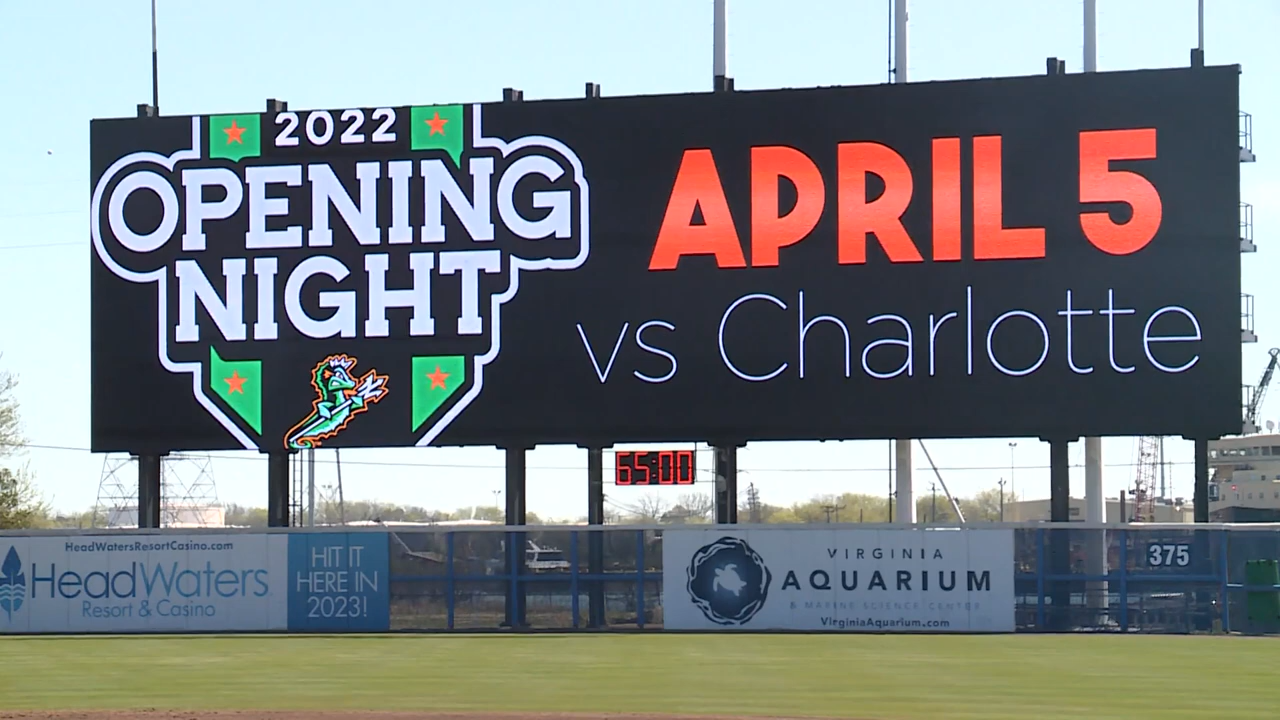 2022
OPENING
NIGHT
APRIL 5
vs Charlotte
65:00
HeadWatersResortCasino.com
HeadWaters
Resort & Casino
HIT IT
HERE IN
2023!
VIRGINIA
AQUARIUM
& MARINE SCIENCE CENTER
VirginiaAquarium.com
375